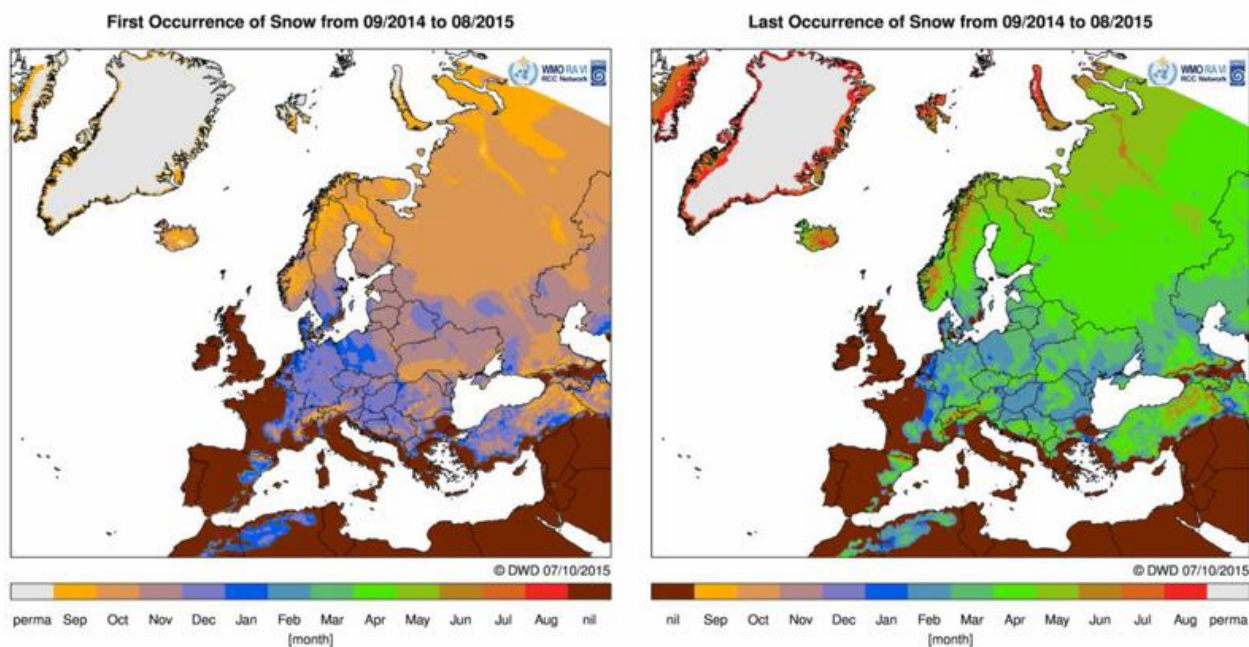 First Occurrence of Snow from 09/2014 to 08/2015
WMO RA VI
RCC Network
© DWD 07/10/2015
perma Sep Oct Nov Dec Jan Feb Mar Apr May Jun Jul Aug nil
[month]
Last Occurrence of Snow from 09/2014 to 08/2015
WMO RA VI
RCC Network
© DWD 07/10/2015
nil Sep Oct Nov Dec Jan Feb Mar Apr May Jun Jul Aug perma
[month]